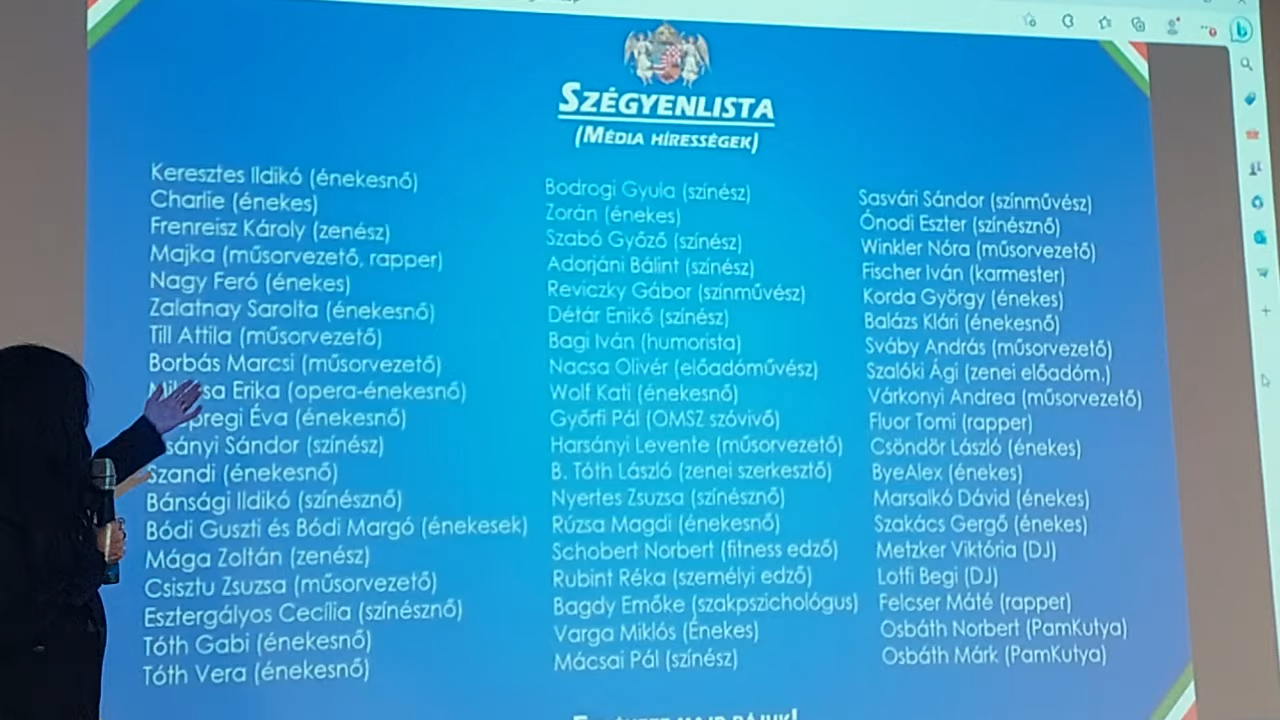 SZÉGYENLISTA
(MÉDIA HÍRESSÉGEK)
Keresztes Ildikó (énekesnő)
Charlie (énekes)
Frenreisz Károly (zenész)
Majka (műsorvezető, rapper)
Nagy Feró (énekes)
Zalatnay Sarolta (énekesnő)
Till Attila (műsorvezető)
Borbás Marcsi (műsorvezető)
Erika (opera-énekesnő)
Éva (énekesnő)
Sándor (színész)
Szandi (énekesnő)
Bánsági Ildikó (színésznő)
Bódi Guszti és Bódi Margó (énekesek)
Mága Zoltán (zenész)
Csisztu Zsuzsa (műsorvezető)
Esztergályos Cecília (színésznő)
Tóth Gabi (énekesnő)
Tóth Vera (énekesnő)
Bodrogi Gyula (színész)
Zorán (énekes)
Szabó Győző (színész)
Adorjáni Bálint (színész)
Reviczky Gábor (színművész)
Détár Enikő (színész)
Bagi Iván (humorista)
Nacsa Olivér (előadóművész)
Wolf Kati (énekesnő)
Győrfi Pál (OMSZ szóvivő)
Harsányi Levente (műsorvezető)
B. Tóth László (zenei szerkesztő)
Nyertes Zsuzsa (színésznő)
Rúzsa Magdi (énekesnő)
Schobert Norbert (fitness edző)
Rubint Réka (személyi edző)
Bagdy Emőke (szakpszichológus)
Varga Miklós (Énekes)
Mácsai Pál (színész)
Sasvári Sándor (színművész)
Ónodi Eszter (színésznő)
Winkler Nóra (műsorvezető)
Fischer Iván (karmester)
Korda György (énekes)
Balázs Klári (énekesnő)
Sváby András (műsorvezető)
Szalóki Ági (zenei előadóm.)
Várkonyi Andrea (műsorvezető)
Fluor Tomi (rapper)
Csöndör László (énekes)
ByeAlex (énekes)
Marsalkó Dávid (énekes)
Szakács Gergő (énekes)
Metzker Viktória (DJ)
Lotfi Begi (DJ)
Felcser Máté (rapper)
Osbáth Norbert (PamKutya)
Osbáth Márk (PamKutya)